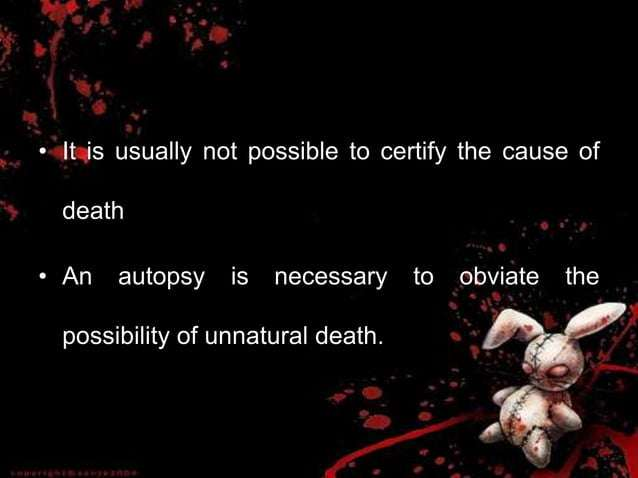 • It is usually not possible to certify the cause of
death
• An autopsy is necessary to obviate the
possibility of unnatural death.